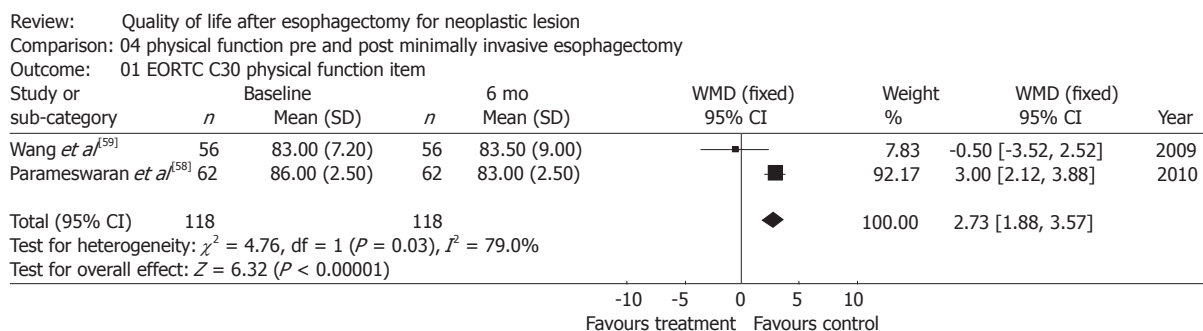 Review: Quality of life after esophagectomy for neoplastic lesion
Comparison: 04 physical function pre and post minimally invasive esophagectomy
Outcome: 01 EORTC C30 physical function item
Study or Baseline 6 mo WMD (fixed) Weight WMD (fixed)
sub-category n Mean (SD) n Mean (SD) 95% CI % 95% CI Year
Wang et al[59] 56 83.00 (7.20) 56 83.50 (9.00) 7.83 -0.50 [-3.52, 2.52] 2009
Parameswaran et al[58] 62 86.00 (2.50) 62 83.00 (2.50) 92.17 3.00 [2.12, 3.88] 2010
Total (95% CI) 118 118 100.00 2.73 [1.88, 3.57]
Test for heterogeneity: χ² = 4.76, df = 1 (P = 0.03), I² = 79.0%
Test for overall effect: Z = 6.32 (P < 0.00001)
-10 -5 0 5 10
Favours treatment Favours control